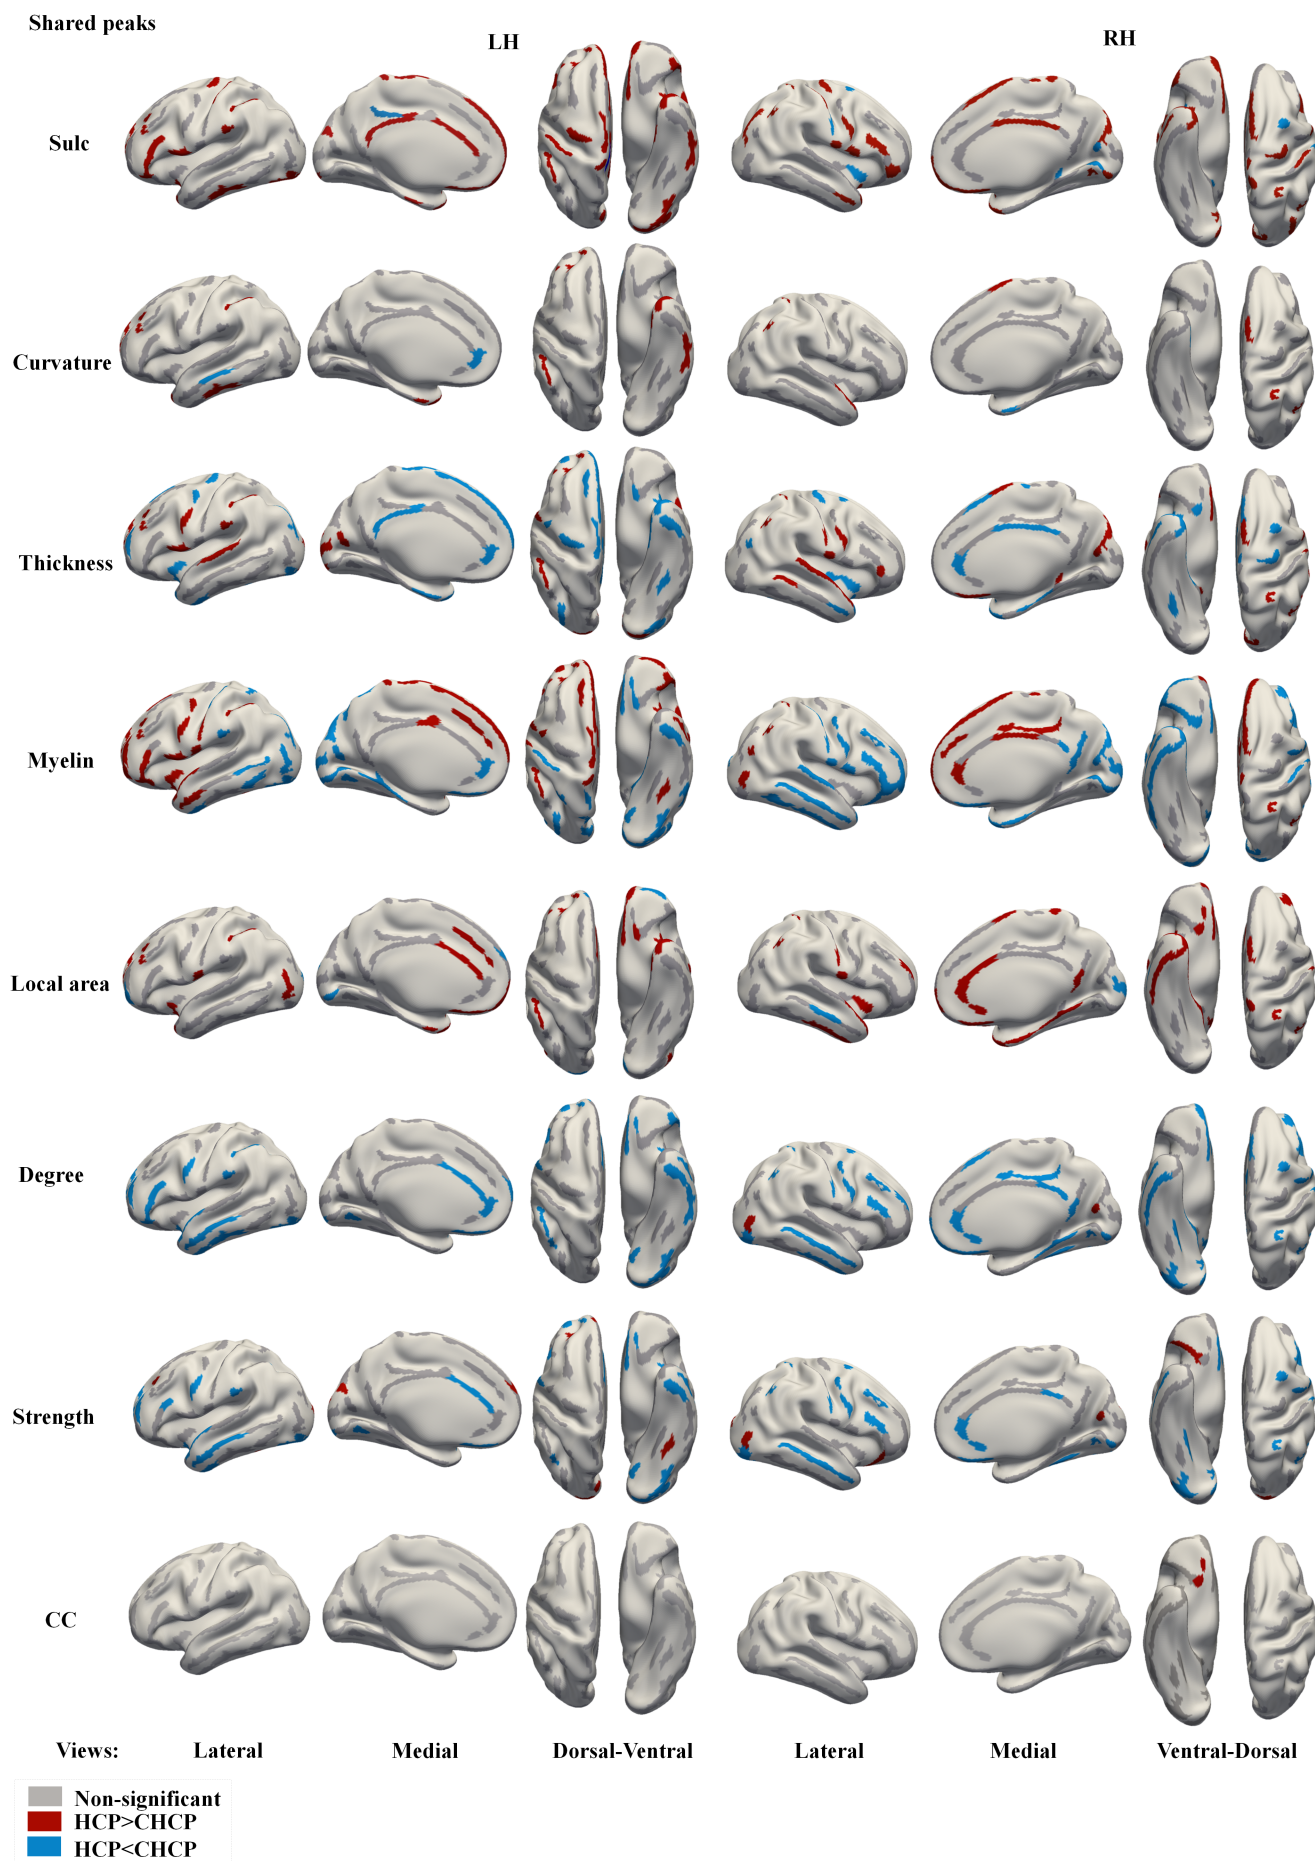 Shared peaks
LH
RH
Sulc
Curvature
Thickness
Myelin
Local area
Degree
Strength
CC
Views: Lateral Medial Dorsal-Ventral Lateral Medial Ventral-Dorsal
Non-significant
HCP>CHCP
HCP<CHCP